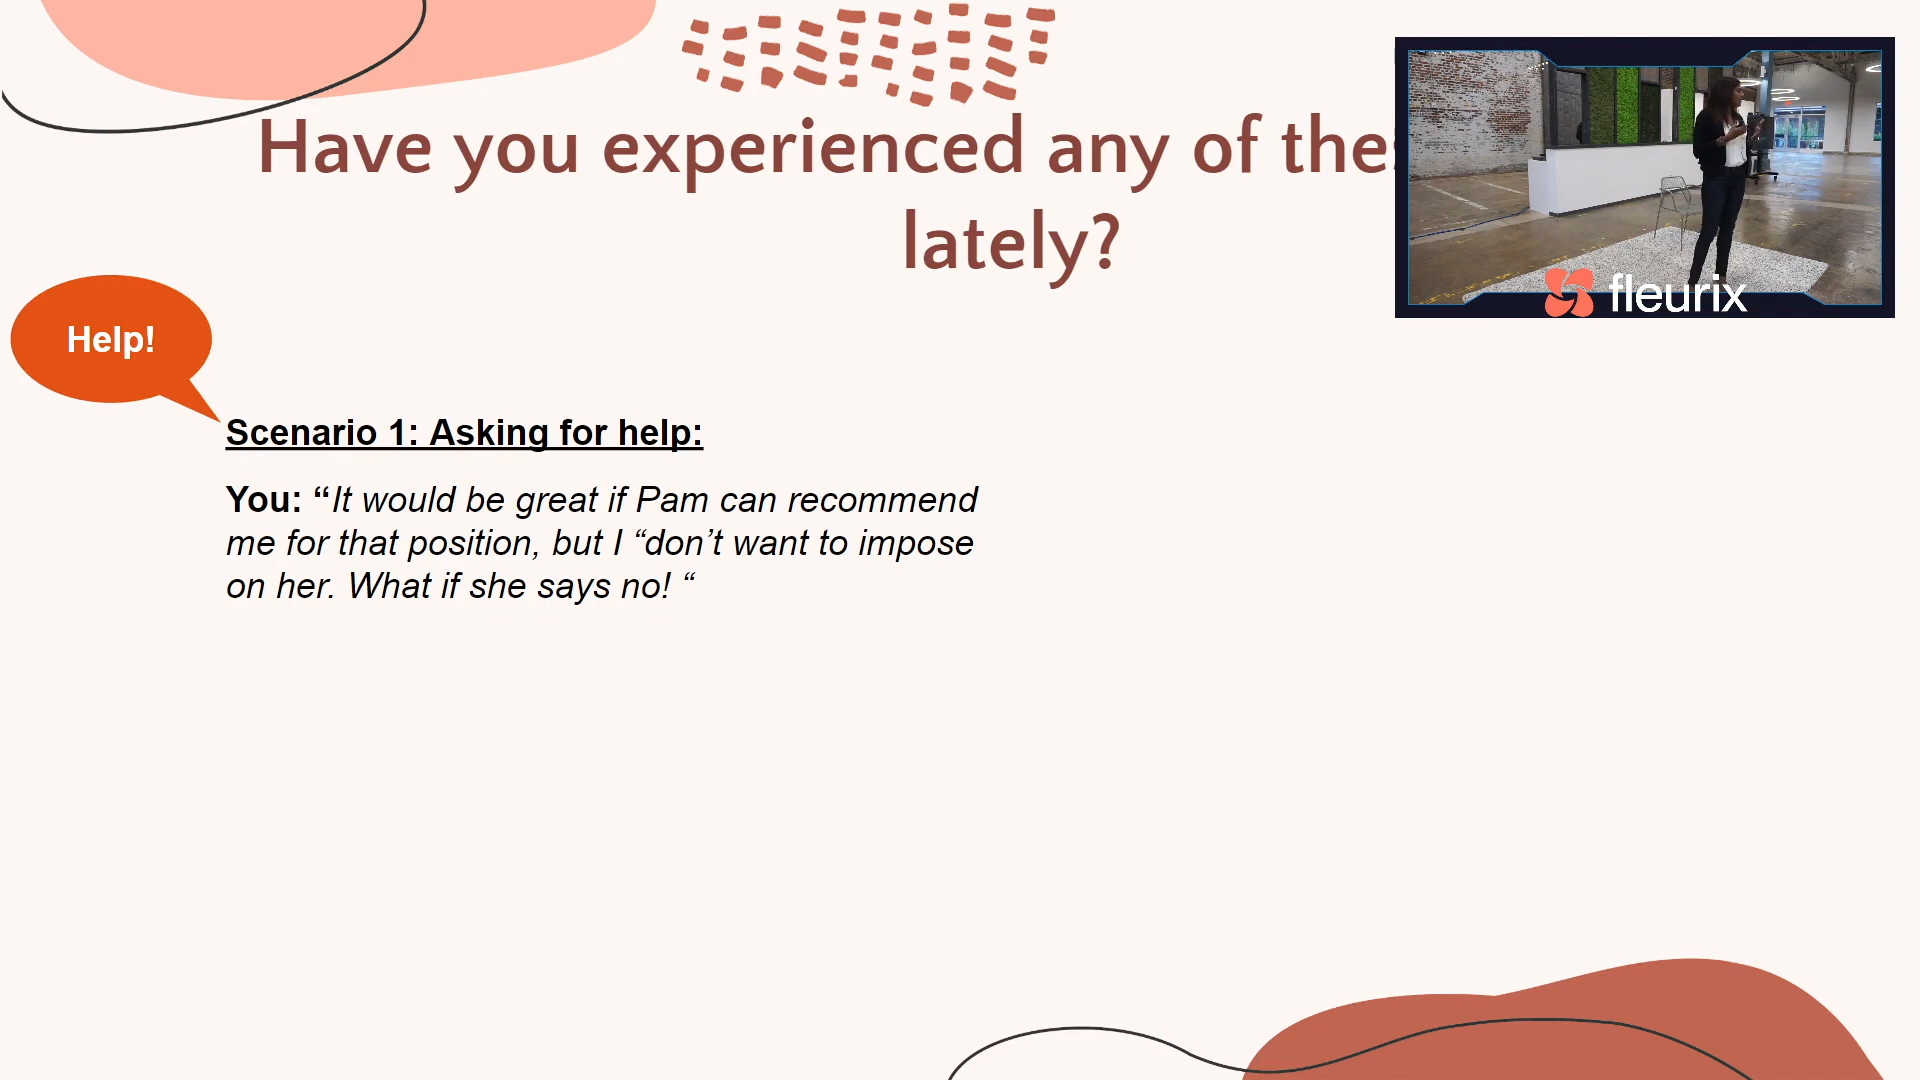 Have you experienced any of
lately?
fleurix
Help!
Scenario 1: Asking for help:
You: “It would be great if Pam can recommend
me for that position, but I “don’t want to impose
on her. What if she says no! “